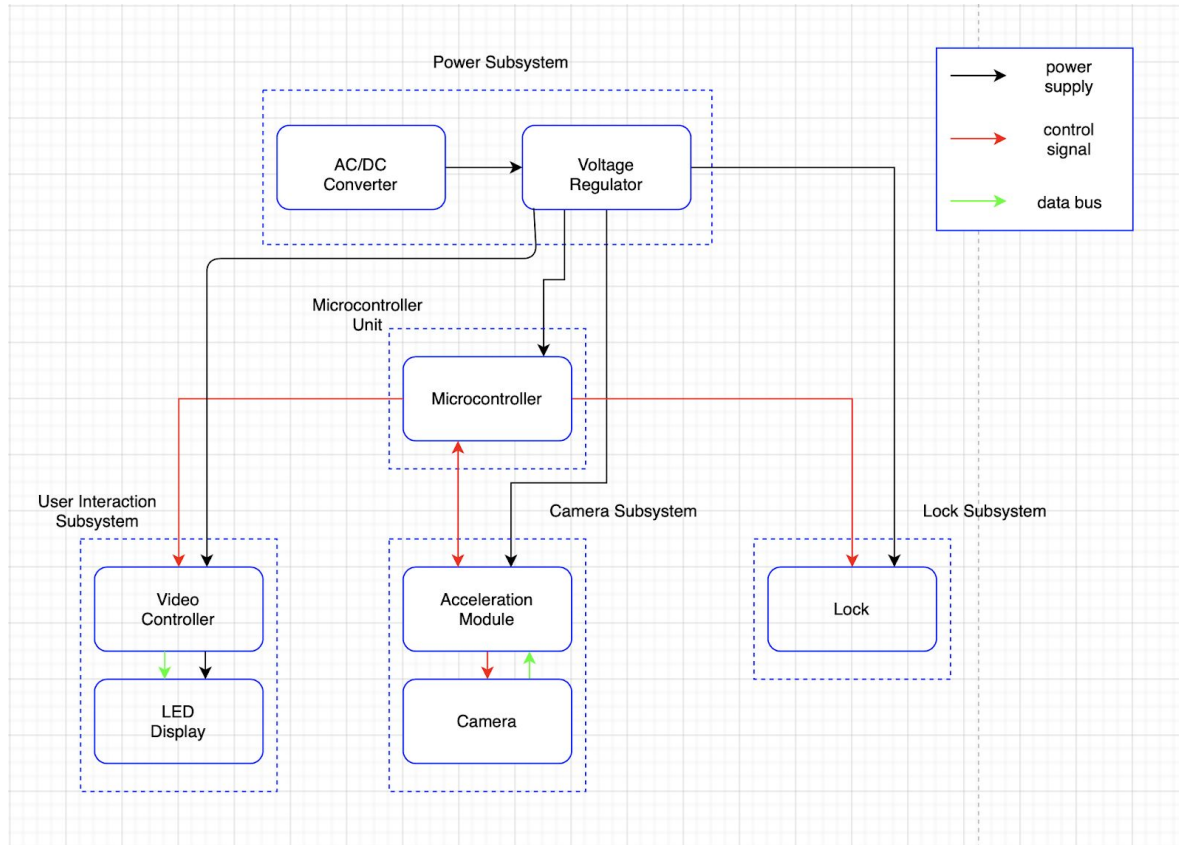 Power Subsystem
power
supply
control
signal
data bus
AC/DC
Converter
Voltage
Regulator
Microcontroller
Unit
Microcontroller
User Interaction
Subsystem
Camera Subsystem
Lock Subsystem
Video
Controller
Acceleration
Module
Lock
LED
Display
Camera